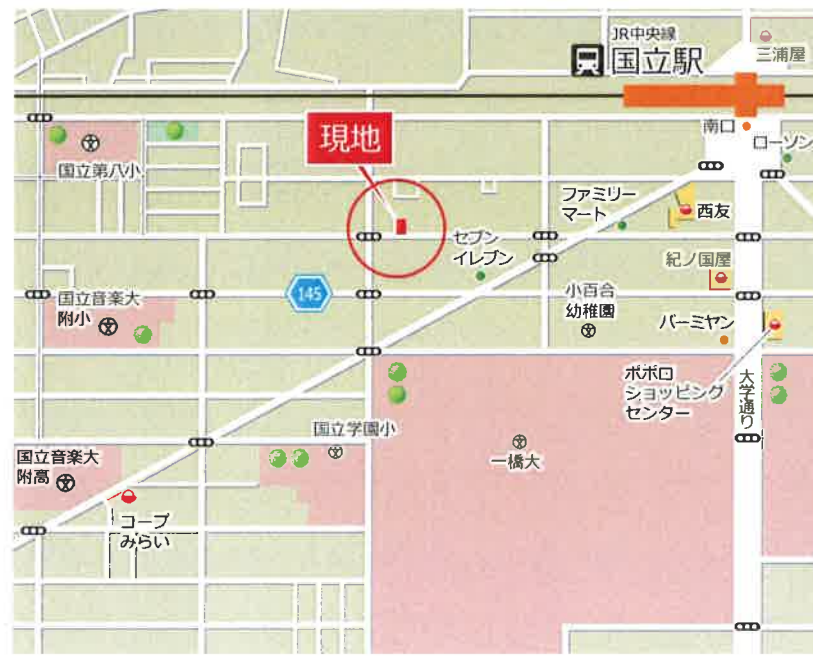 JR中央線
国立駅
三浦屋
南口
ローソン
現地
国立第八小
ファミリー
マート
西友
セブン
イレブン
紀ノ国屋
145
国立音楽大
附小
小百合
幼稚園
バーミヤン
ポポロ
ショッピング
センター
大学通り
国立学園小
一橋大
国立音楽大
附高
コープ
みらい